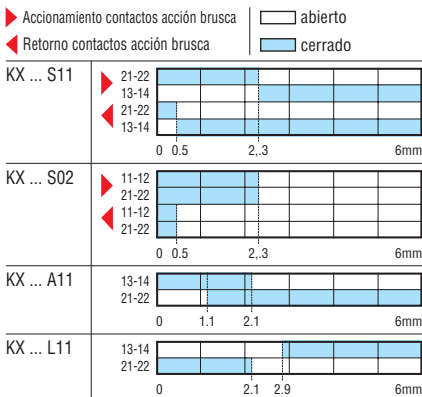 Accionamiento contactos acción brusca
abierto
Retorno contactos acción brusca
cerrado
KX ... S11
21-22
13-14
21-22
13-14
0 0.5 2,.3 6mm
KX ... S02
11-12
21-22
11-12
21-22
0 0.5 2,.3 6mm
KX ... A11
13-14
21-22
0 1.1 2.1 6mm
KX ... L11
13-14
21-22
0 2.1 2.9 6mm